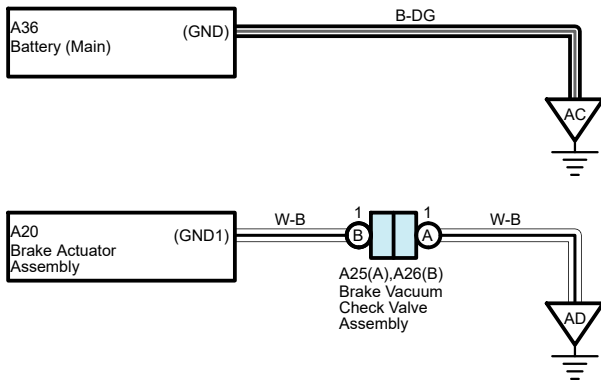 B-DG
A36
Battery (Main)
(GND)
AC
A20
Brake Actuator
Assembly
(GND1)
W-B
1
B
1
A
W-B
A25(A),A26(B)
Brake Vacuum
Check Valve
Assembly
AD